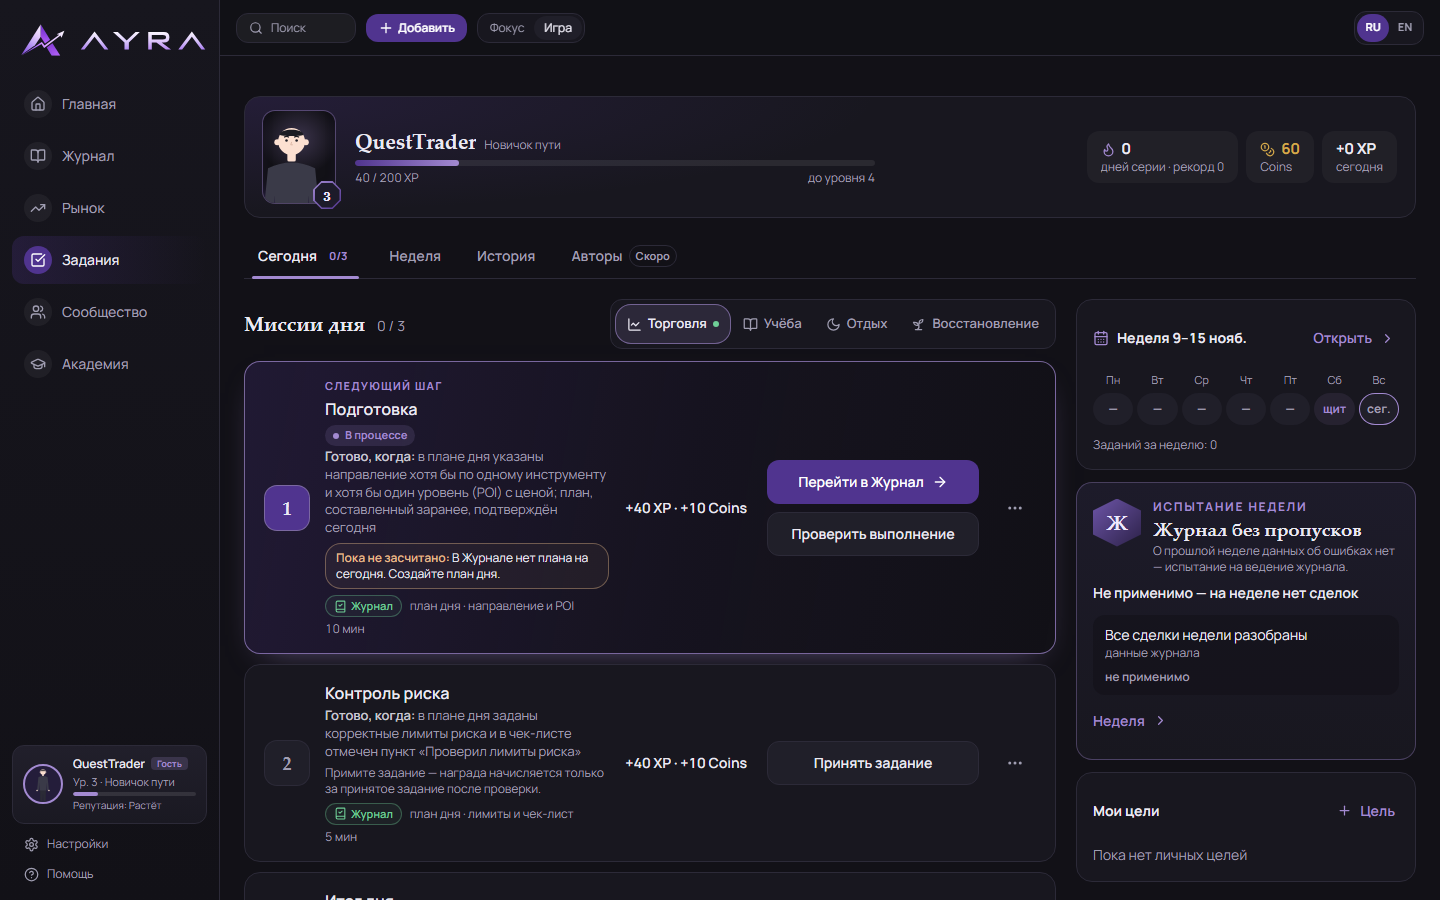 AYRA
Поиск
Добавить
Фокус
Игра
RU
EN
Главная
Журнал
Рынок
Задания
Сообщество
Академия
QuestTrader
Гость
Ур. 3 · Новичок пути
Репутация: Растёт
Настройки
Помощь
3
QuestTrader Новичок пути
40 / 200 XP
до уровня 4
0
дней серии · рекорд 0
60
Coins
+0 XP
сегодня
Сегодня 0/3
Неделя
История
Авторы Скоро
Миссии дня 0 / 3
Торговля
Учёба
Отдых
Восстановление
1
СЛЕДУЮЩИЙ ШАГ
Подготовка
В процессе
Готово, когда: в плане дня указаны
направление хотя бы по одному инструменту
и хотя бы один уровень (POI) с ценой; план,
составленный заранее, подтверждён
сегодня
Пока не засчитано: В Журнале нет плана на
сегодня. Создайте план дня.
Журнал план дня · направление и POI
10 мин
+40 XP · +10 Coins
Перейти в Журнал
Проверить выполнение
2
Контроль риска
Готово, когда: в плане дня заданы
корректные лимиты риска и в чек-листе
отмечен пункт «Проверил лимиты риска»
Примите задание — награда начисляется только
за принятое задание после проверки.
Журнал план дня · лимиты и чек-лист
5 мин
+40 XP · +10 Coins
Принять задание
Итог дня
Неделя 9–15 нояб.
Открыть
Пн Вт Ср Чт Пт Сб Вс
– – – – – щит сег.
Заданий за неделю: 0
Ж
ИСПЫТАНИЕ НЕДЕЛИ
Журнал без пропусков
О прошлой неделе данных об ошибках нет
— испытание на ведение журнала.
Не применимо — на неделе нет сделок
Все сделки недели разобраны
данные журнала
не применимо
Неделя
Мои цели
Цель
Пока нет личных целей